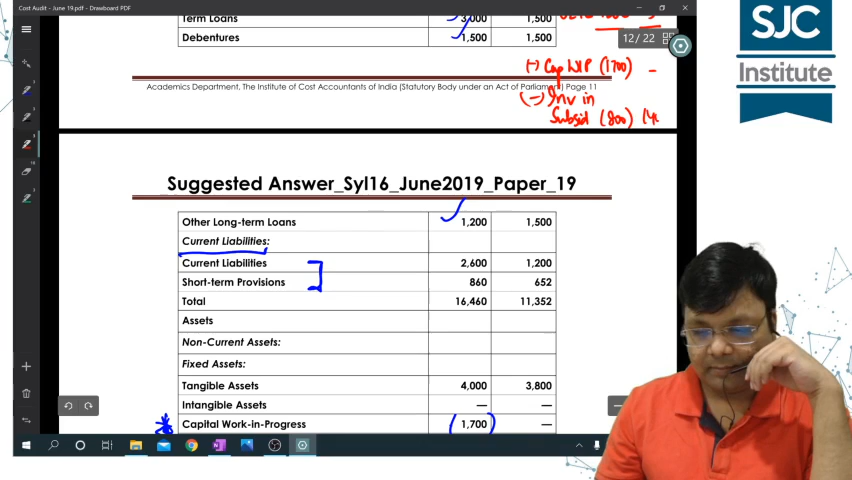 Cost Audit - June 19.pdf - Drawboard PDF
SJC
Institute
Term Loans 3,000 1,500
Debentures 1,500 1,500
12/22
(-) Cap WIP (1700) -
Academics Department, The Institute of Cost Accountants of India (Statutory Body under an Act of Parliament) Page 11
(-) Inv in
Subsid (800)
Suggested Answer_Syl16_June2019_Paper_19
Other Long-term Loans 1,200 1,500
Current Liabilities:
Current Liabilities 2,600 1,200
Short-term Provisions 860 652
Total 16,460 11,352
Assets
Non-Current Assets:
Fixed Assets:
Tangible Assets 4,000 3,800
Intangible Assets — —
Capital Work-in-Progress (1,700) —